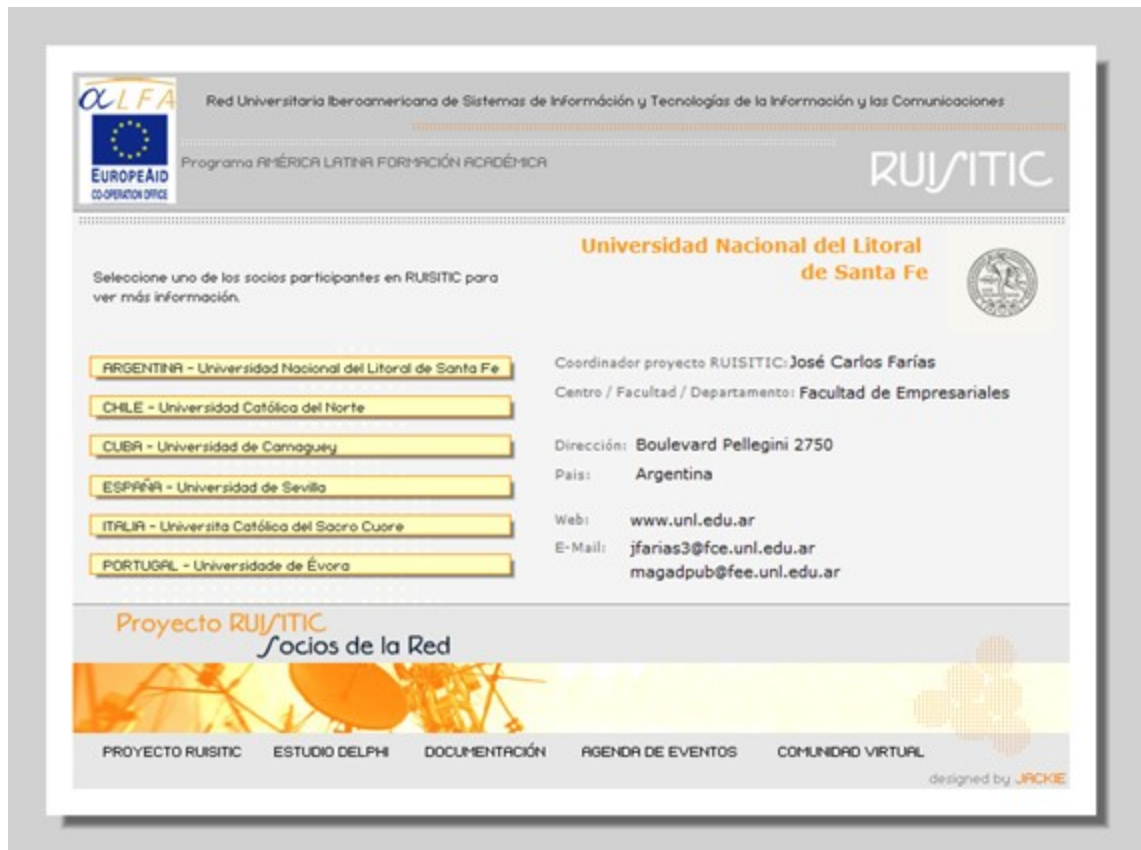 αLFA
EUROPEAID
CO-OPERATION OFFICE
Red Universitaria Iberoamericana de Sistemas de Információn y Tecnologías de la Información y las Comunicaciones
Programa AMÉRICA LATINA FORMACIÓN ACADÉMICA
RUISITIC
Universidad Nacional del Litoral
de Santa Fe
Seleccione uno de los socios participantes en RUISITIC para
ver más información.
ARGENTINA - Universidad Nacional del Litoral de Santa Fe
CHILE - Universidad Católica del Norte
CUBA - Universidad de Camaguey
ESPAÑA - Universidad de Sevilla
ITALIA - Universita Católica del Sacro Cuore
PORTUGAL - Universidade de Évora
Coordinador proyecto RUISITIC: José Carlos Farías
Centro / Facultad / Departamento: Facultad de Empresariales
Dirección: Boulevard Pellegini 2750
Pais: Argentina
Web: www.unl.edu.ar
E-Mail: jfarias3@fce.unl.edu.ar
magadpub@fee.unl.edu.ar
Proyecto RUISITIC
Socios de la Red
PROYECTO RUISITIC ESTUDIO DELPHI DOCUMENTACIÓN AGENDA DE EVENTOS COMUNIDAD VIRTUAL
designed by JACKIE